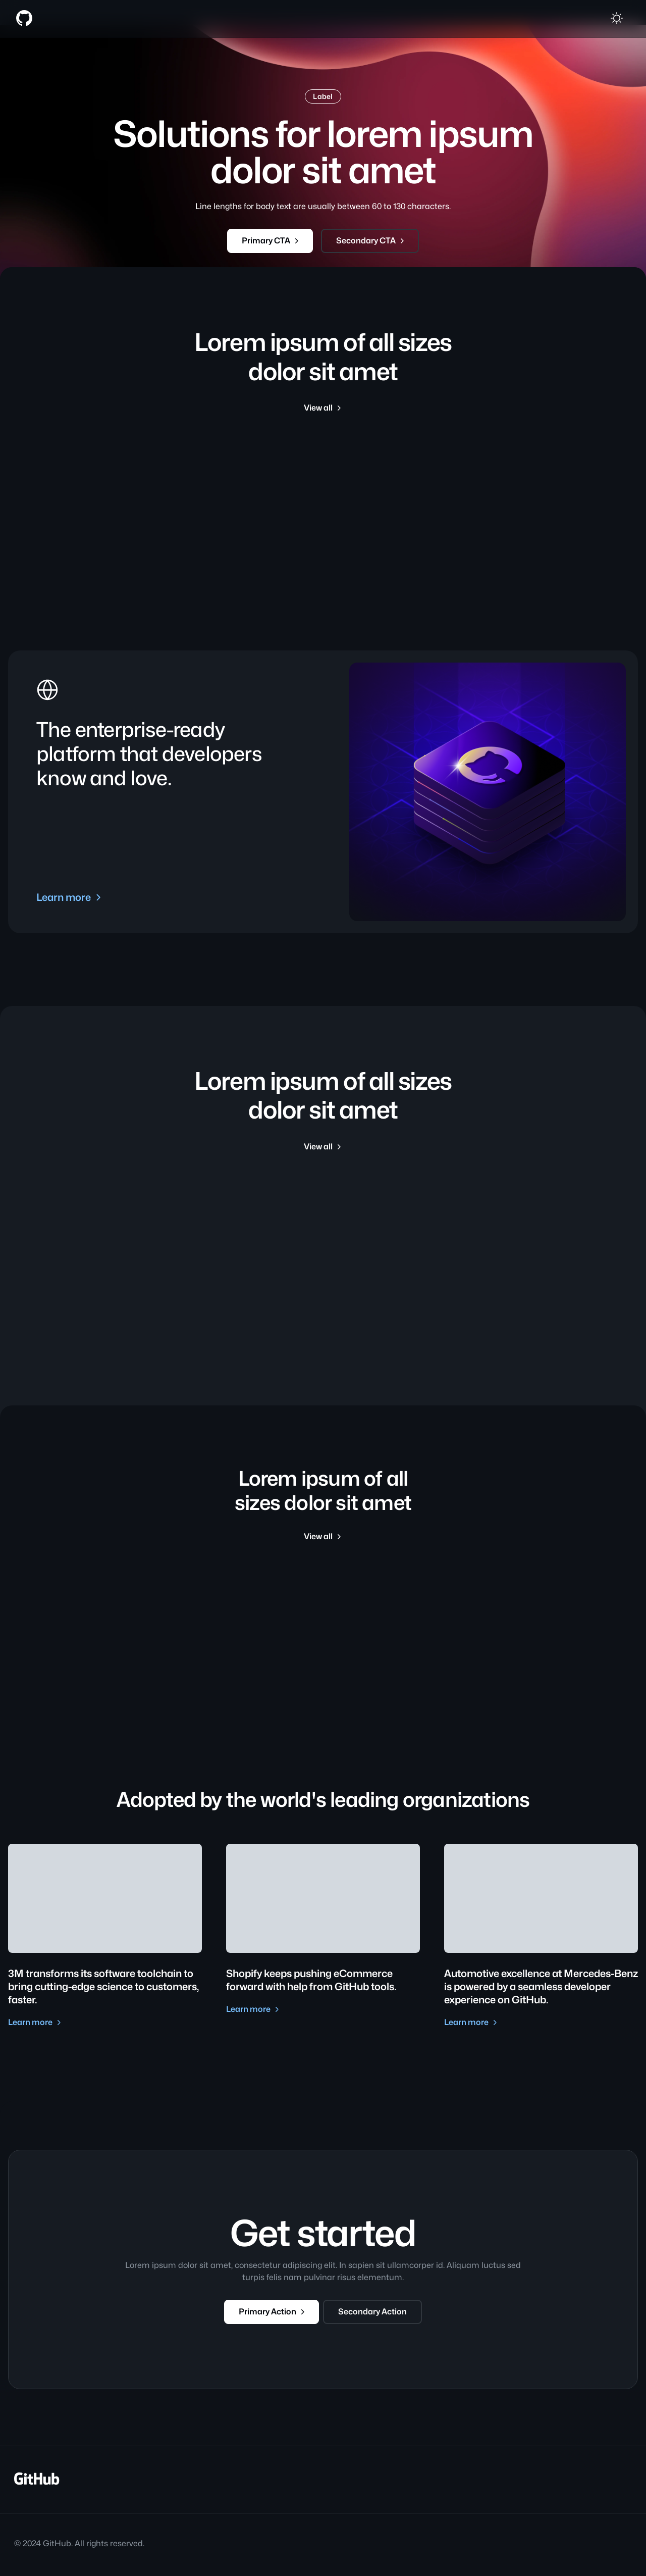 Label
Solutions for lorem ipsum
dolor sit amet
Line lengths for body text are usually between 60 to 130 characters.
Primary CTA
Secondary CTA
Lorem ipsum of all sizes
dolor sit amet
View all
The enterprise-ready
platform that developers
know and love.
Learn more
Lorem ipsum of all sizes
dolor sit amet
View all
Lorem ipsum of all
sizes dolor sit amet
View all
Adopted by the world's leading organizations
3M transforms its software toolchain to
bring cutting-edge science to customers,
faster.
Learn more
Shopify keeps pushing eCommerce
forward with help from GitHub tools.
Learn more
Automotive excellence at Mercedes-Benz
is powered by a seamless developer
experience on GitHub.
Learn more
Get started
Lorem ipsum dolor sit amet, consectetur adipiscing elit. In sapien sit ullamcorper id. Aliquam luctus sed
turpis felis nam pulvinar risus elementum.
Primary Action
Secondary Action
GitHub
© 2024 GitHub. All rights reserved.